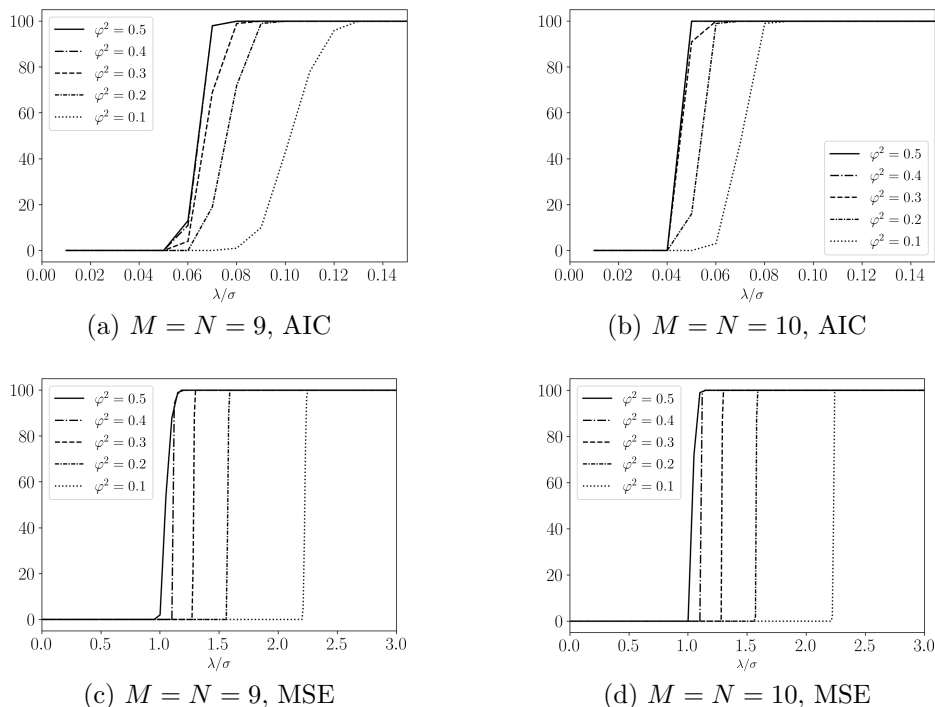 100
80
60
40
20
0
φ² = 0.5
φ² = 0.4
φ² = 0.3
φ² = 0.2
φ² = 0.1
0.00 0.02 0.04 0.06 0.08 0.10 0.12 0.14
λ/σ
(a) M = N = 9, AIC
100
80
60
40
20
0
φ² = 0.5
φ² = 0.4
φ² = 0.3
φ² = 0.2
φ² = 0.1
0.00 0.02 0.04 0.06 0.08 0.10 0.12 0.14
λ/σ
(b) M = N = 10, AIC
100
80
60
40
20
0
φ² = 0.5
φ² = 0.4
φ² = 0.3
φ² = 0.2
φ² = 0.1
0.0 0.5 1.0 1.5 2.0 2.5 3.0
λ/σ
(c) M = N = 9, MSE
100
80
60
40
20
0
φ² = 0.5
φ² = 0.4
φ² = 0.3
φ² = 0.2
φ² = 0.1
0.0 0.5 1.0 1.5 2.0 2.5 3.0
λ/σ
(d) M = N = 10, MSE